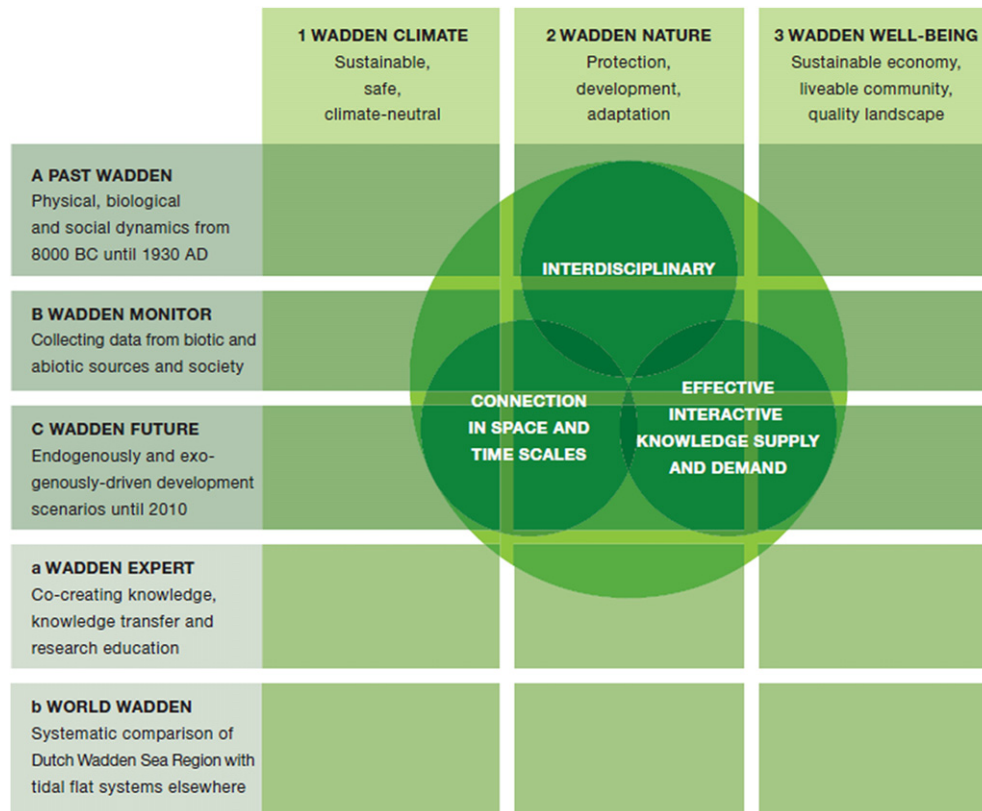 1 WADDEN CLIMATE
Sustainable,
safe,
climate-neutral
2 WADDEN NATURE
Protection,
development,
adaptation
3 WADDEN WELL-BEING
Sustainable economy,
liveable community,
quality landscape
A PAST WADDEN
Physical, biological
and social dynamics from
8000 BC until 1930 AD
B WADDEN MONITOR
Collecting data from biotic and
abiotic sources and society
C WADDEN FUTURE
Endogenously and exo-
genously-driven development
scenarios until 2010
a WADDEN EXPERT
Co-creating knowledge,
knowledge transfer and
research education
b WORLD WADDEN
Systematic comparison of
Dutch Wadden Sea Region with
tidal flat systems elsewhere
INTERDISCIPLINARY
CONNECTION
IN SPACE AND
TIME SCALES
EFFECTIVE
INTERACTIVE
KNOWLEDGE SUPPLY
AND DEMAND